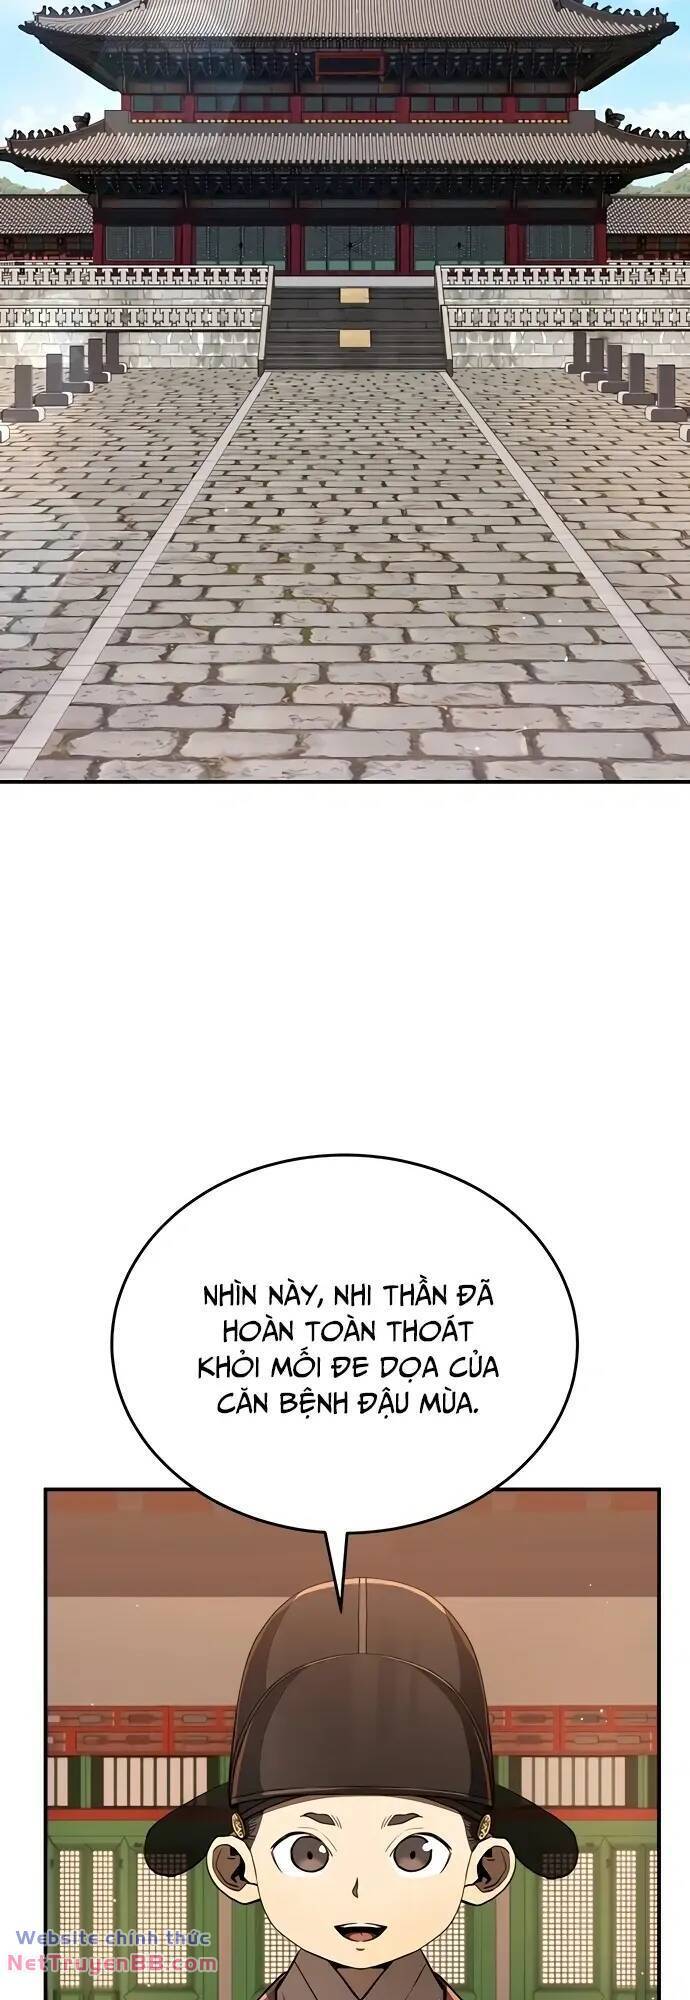 NHÌN NÀY, NHI THẦN ĐÃ
HOÀN TOÀN THOÁT
KHỎI MỐI ĐE DỌA CỦA
CĂN BỆNH ĐẬU MÙA.
Website chính thức
NetTruyenBB.com